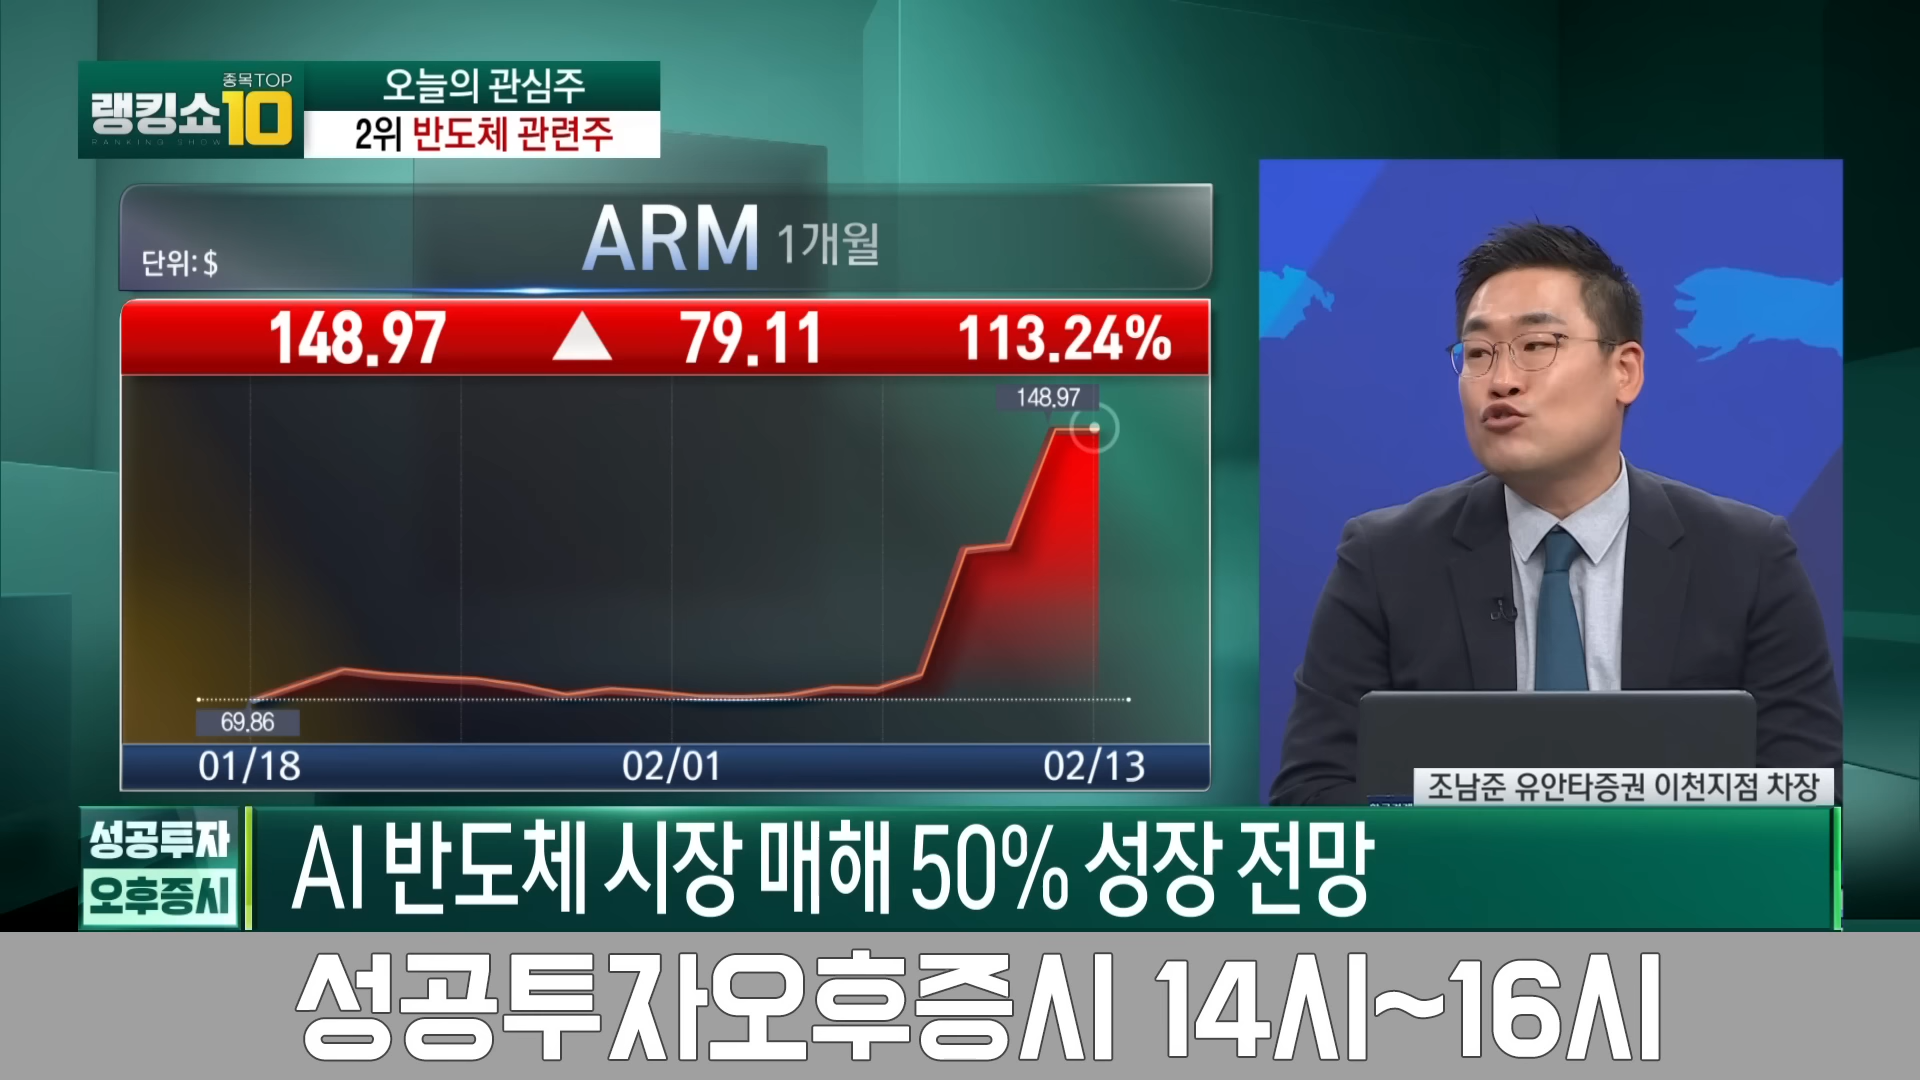 종목TOP
랭킹쇼10
RANKING SHOW
오늘의 관심주
2위 반도체 관련주
단위: $
ARM 1개월
148.97 ▲ 79.11 113.24%
148.97
69.86
01/18 02/01 02/13
조남준 유안타증권 이천지점 차장
성공투자
오후증시
AI 반도체 시장 매해 50% 성장 전망
성공투자오후증시 14시~16시